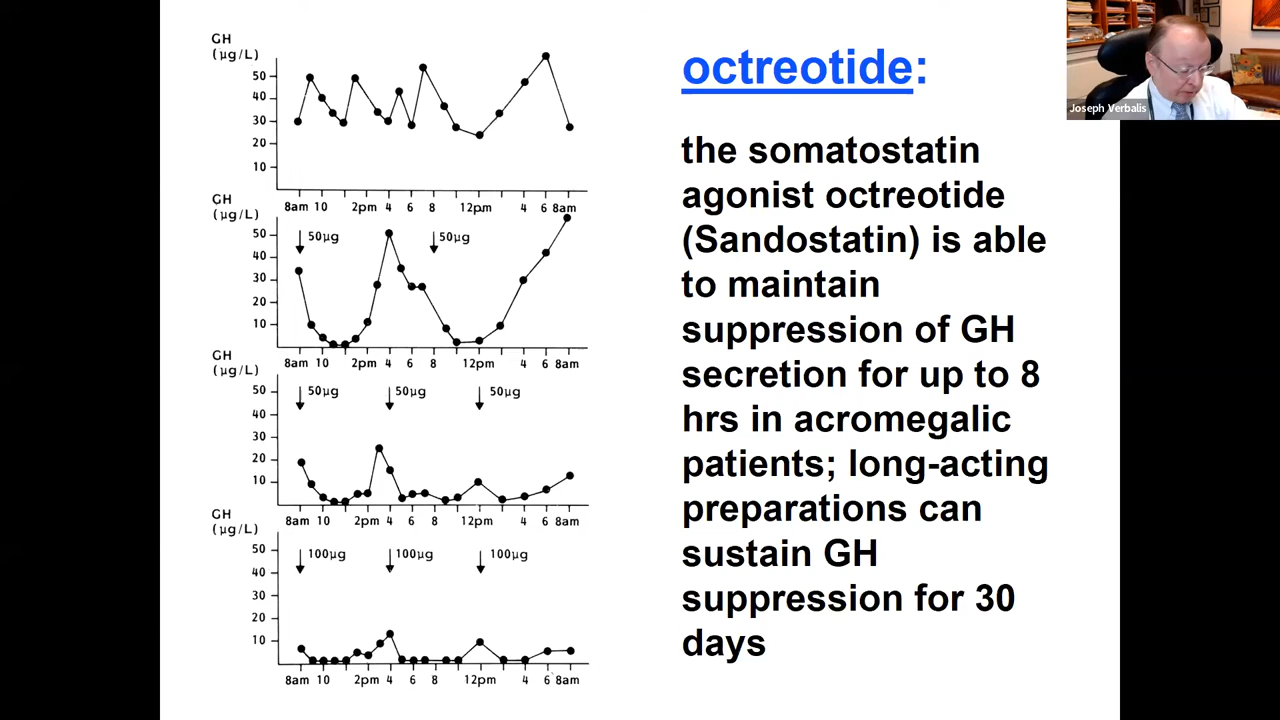 GH
(µg/L)
50
40
30
20
10
8am 10 2pm 4 6 8 12pm 4 6 8am
GH
(µg/L)
50µg 50µg
50
40
30
20
10
8am 10 2pm 4 6 8 12pm 4 6 8am
GH
(µg/L)
50µg 50µg 50µg
50
40
30
20
10
8am 10 2pm 4 6 8 12pm 4 6 8am
GH
(µg/L)
100µg 100µg 100µg
50
40
30
20
10
8am 10 2pm 4 6 8 12pm 4 6 8am
octreotide:
the somatostatin
agonist octreotide
(Sandostatin) is able
to maintain
suppression of GH
secretion for up to 8
hrs in acromegalic
patients; long-acting
preparations can
sustain GH
suppression for 30
days
Joseph Verbalis